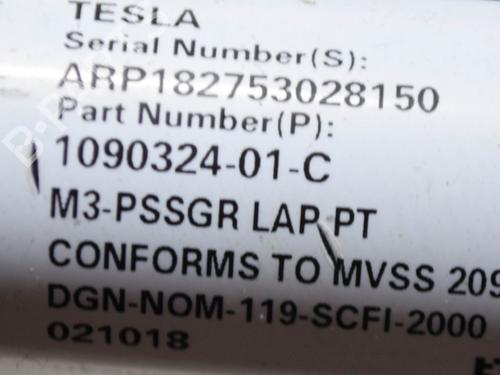 TESLA
Serial Number(S):
ARP182753028150
Part Number(P):
1090324-01-C
M3-PSSGR LAP PT
CONFORMS TO MVSS 209
DGN-NOM-119-SCFI-2000
021018